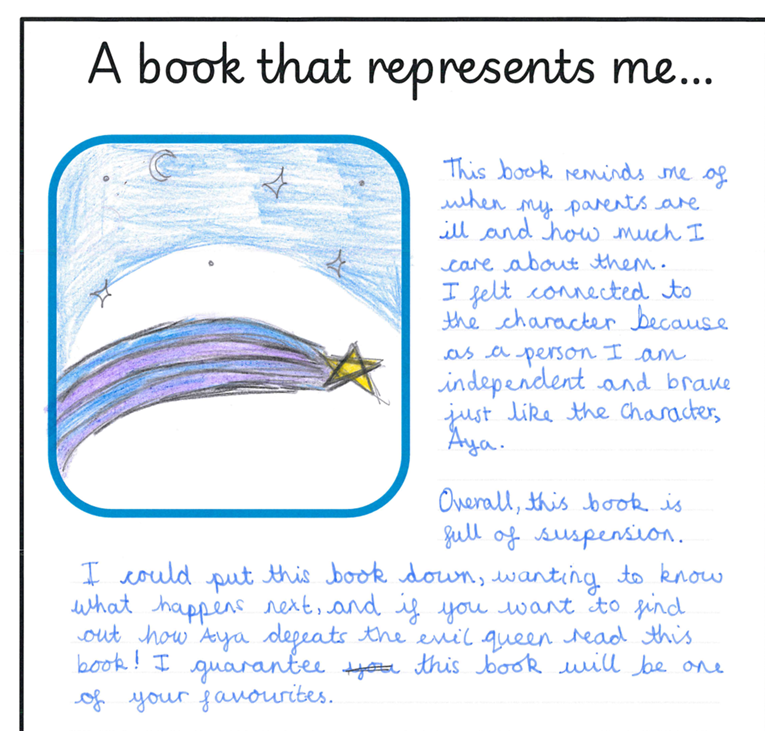 A book that represents me...
This book reminds me of
when my parents are
ill and how much I
care about them.
I felt connected to
the character because
as a person I am
independent and brave
just like the character,
Aya.
Overall, this book is
full of suspension.
I could put this book down, wanting to know
what happens next, and if you want to find
out how Aya defeats the evil queen read this
book! I guarantee you this book will be one
of your favourites.